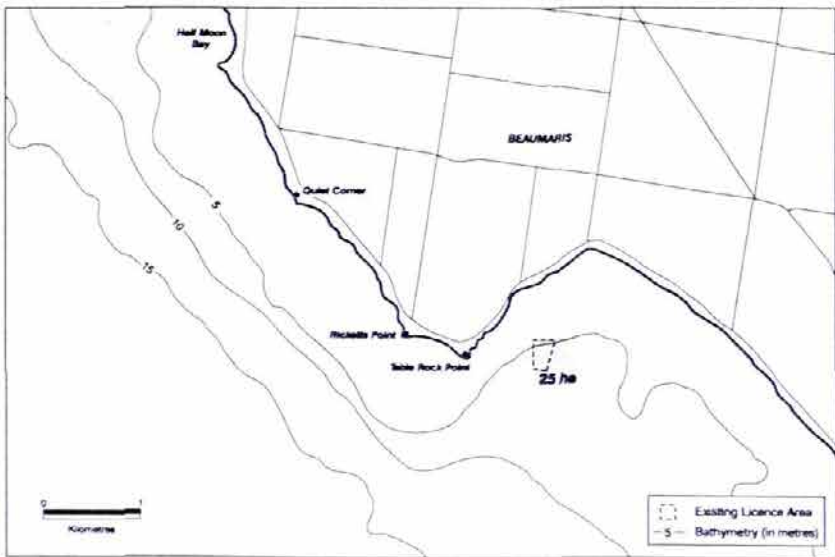 Half Moon
Bay
BEAUMARIS
Quiet Corner
5
10
15
Ricketts Point
Table Rock Point
25 ha
0 1
Kilometres
Existing Licence Area
5 Bathymetry (in metres)